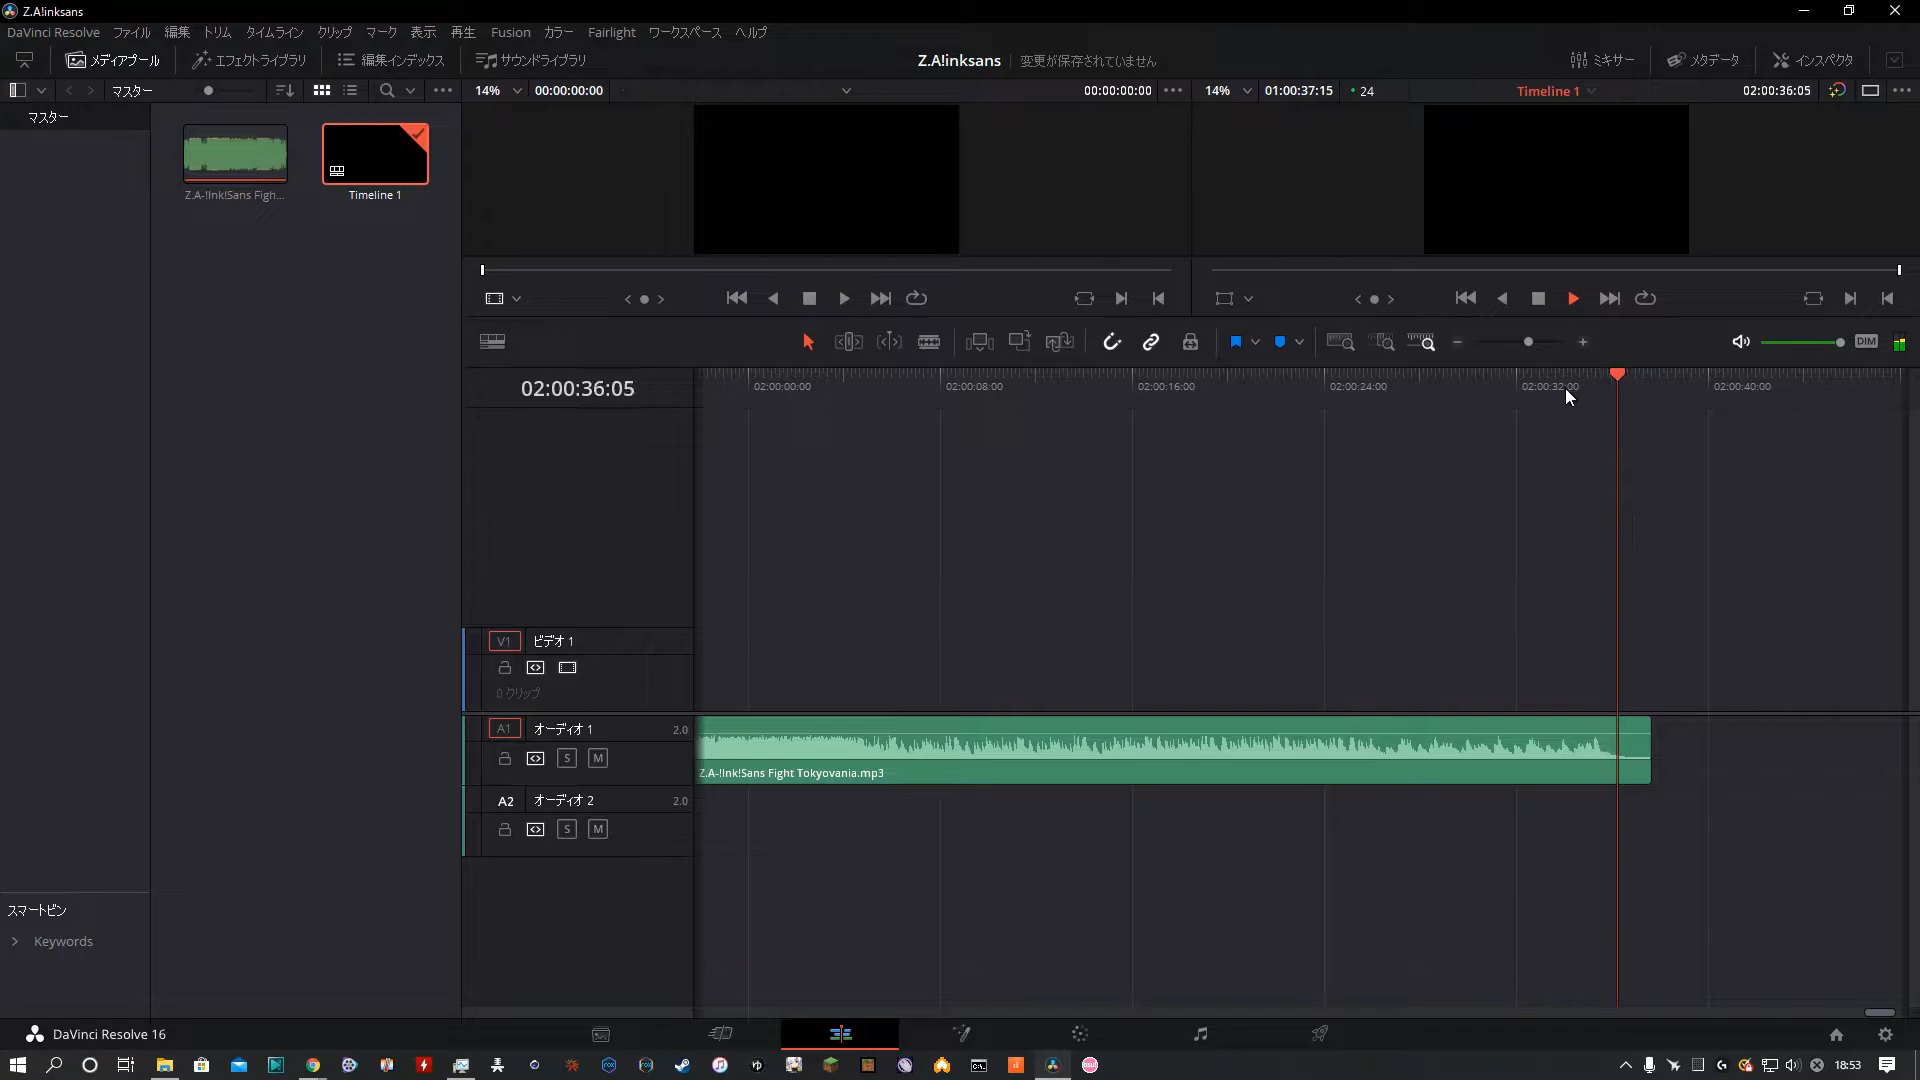 Z.A!inksans
DaVinci Resolve ファイル 編集 トリム タイムライン クリップ マーク 表示 再生 Fusion カラー Fairlight ワークスペース ヘルプ
メディアプール エフェクトライブラリ 編集インデックス サウンドライブラリ Z.A!inksans 変更が保存されていません ミキサー メタデータ インスペクタ
マスター 14% 00:00:00:00 00:00:00:00 14% 01:00:37:15 24 Timeline 1 02:00:36:05
マスター
Z.A-!Ink!Sans Figh... Timeline 1
DIM
02:00:36:05 02:00:00:00 02:00:08:00 02:00:16:00 02:00:24:00 02:00:32:00 02:00:40:00
V1 ビデオ 1
0 クリップ
A1 オーディオ 1 2.0
S M
Z.A-!Ink!Sans Fight Tokyovania.mp3
A2 オーディオ 2 2.0
S M
スマートビン
Keywords
DaVinci Resolve 16
18:53